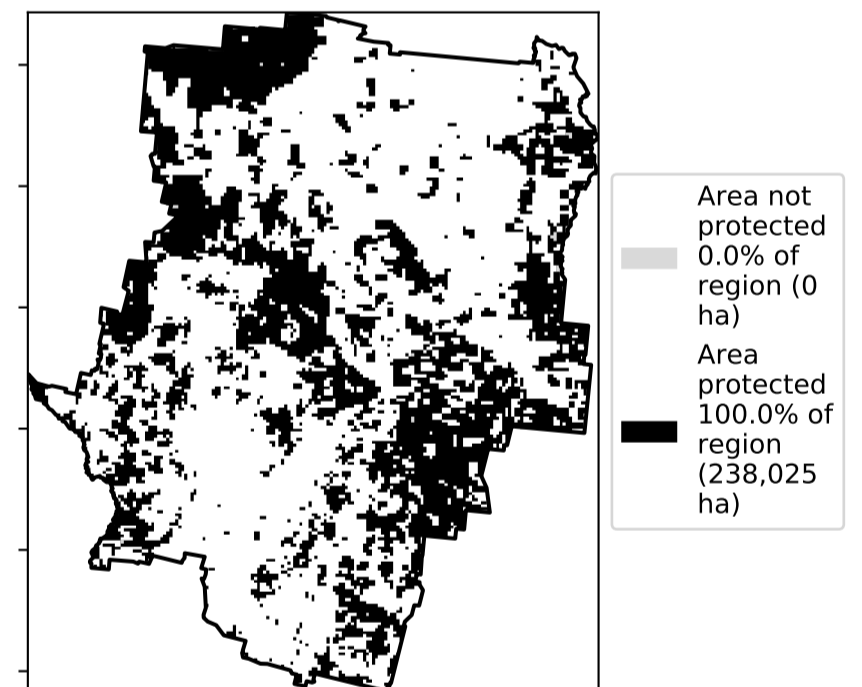 Area not
protected
0.0% of
region (0
ha)
Area
protected
100.0% of
region
(238,025
ha)